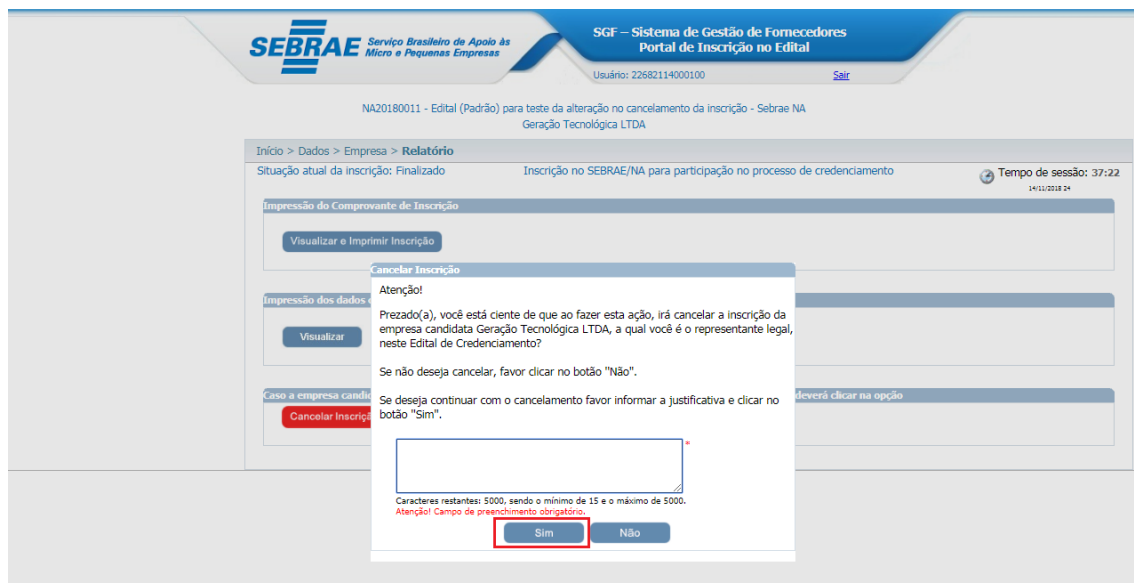 SEBRAE
Serviço Brasileiro de Apoio às
Micro e Pequenas Empresas
SGF – Sistema de Gestão de Fornecedores
Portal de Inscrição no Edital
Usuário: 22682114000100
Sair
NA20180011 - Edital (Padrão) para teste da alteração no cancelamento da inscrição - Sebrae NA
Geração Tecnológica LTDA
Início > Dados > Empresa > Relatório
Situação atual da inscrição: Finalizado
Inscrição no SEBRAE/NA para participação no processo de credenciamento
Tempo de sessão: 37:22
14/11/2018 24
Impressão do Comprovante de Inscrição
Visualizar e Imprimir Inscrição
Cancelar Inscrição
Atenção!
Impressão dos dados
Prezado(a), você está ciente de que ao fazer esta ação, irá cancelar a inscrição da
empresa candidata Geração Tecnológica LTDA, a qual você é o representante legal,
neste Edital de Credenciamento?
Visualizar
Se não deseja cancelar, favor clicar no botão "Não".
Caso a empresa candi
deverá clicar na opção
Se deseja continuar com o cancelamento favor informar a justificativa e clicar no
botão "Sim".
Cancelar Inscriçã
*
Caracteres restantes: 5000, sendo o mínimo de 15 e o máximo de 5000.
Atenção! Campo de preenchimento obrigatório.
Sim
Não